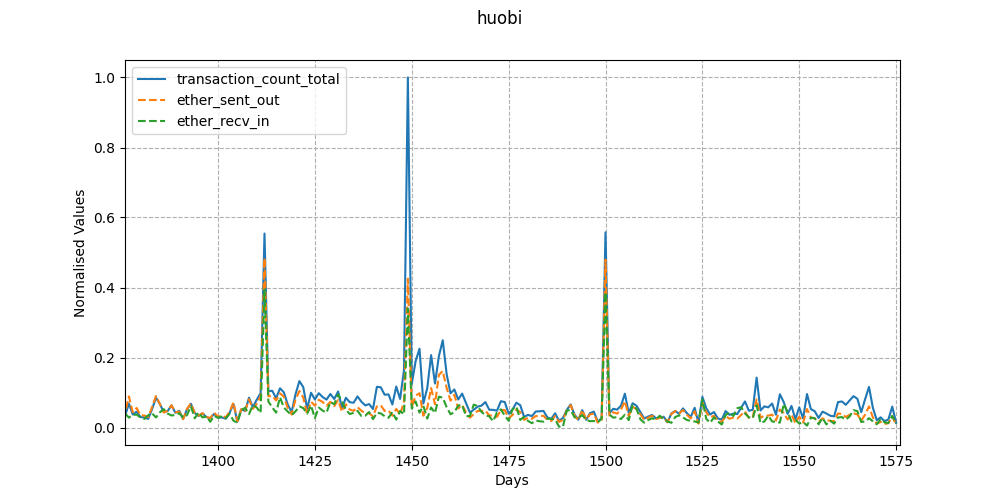 huobi
transaction_count_total
ether_sent_out
ether_recv_in
Normalised Values
1.0
0.8
0.6
0.4
0.2
0.0
1400 1425 1450 1475 1500 1525 1550 1575
Days